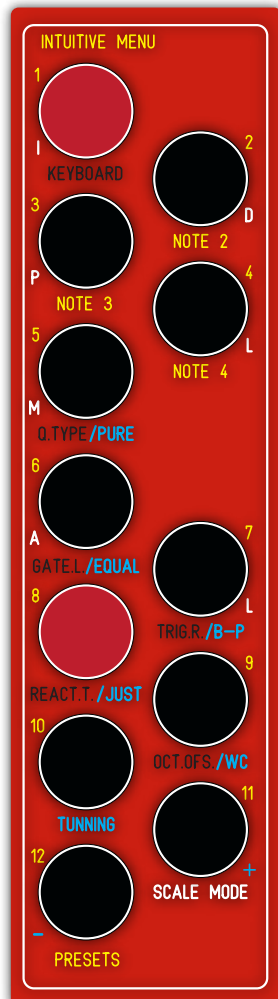 INTUITIVE MENU
1
I
KEYBOARD
2
D
NOTE 2
3
P
NOTE 3
4
L
NOTE 4
5
M
Q.TYPE/PURE
6
A
GATE.L./EQUAL
7
L
TRIG.R./B-P
8
REACT.T./JUST
9
OCT.OFS./WC
10
TUNNING
11
+
SCALE MODE
12
-
PRESETS